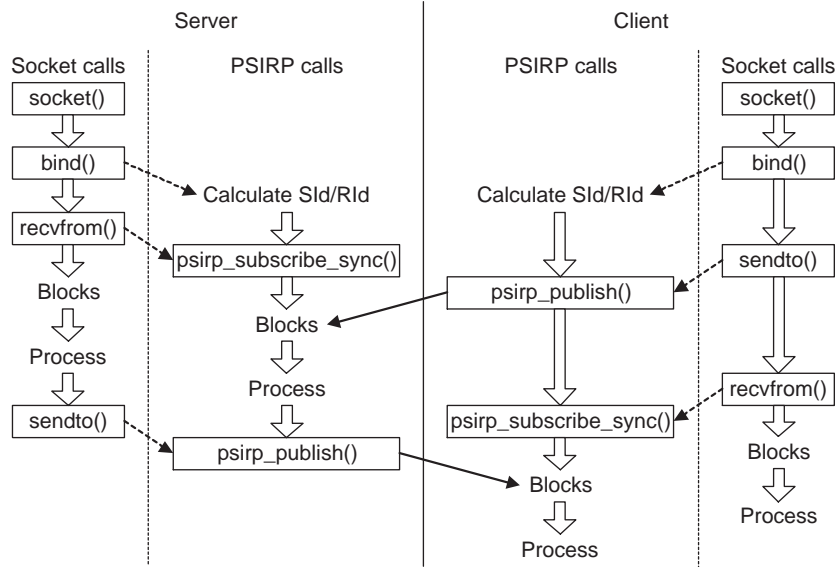 Server
Client
Socket calls
PSIRP calls
PSIRP calls
Socket calls
socket()
bind()
recvfrom()
Blocks
Process
sendto()
Calculate SId/RId
psirp_subscribe_sync()
Blocks
Process
psirp_publish()
Calculate SId/RId
psirp_publish()
psirp_subscribe_sync()
Blocks
Process
socket()
bind()
sendto()
recvfrom()
Blocks
Process